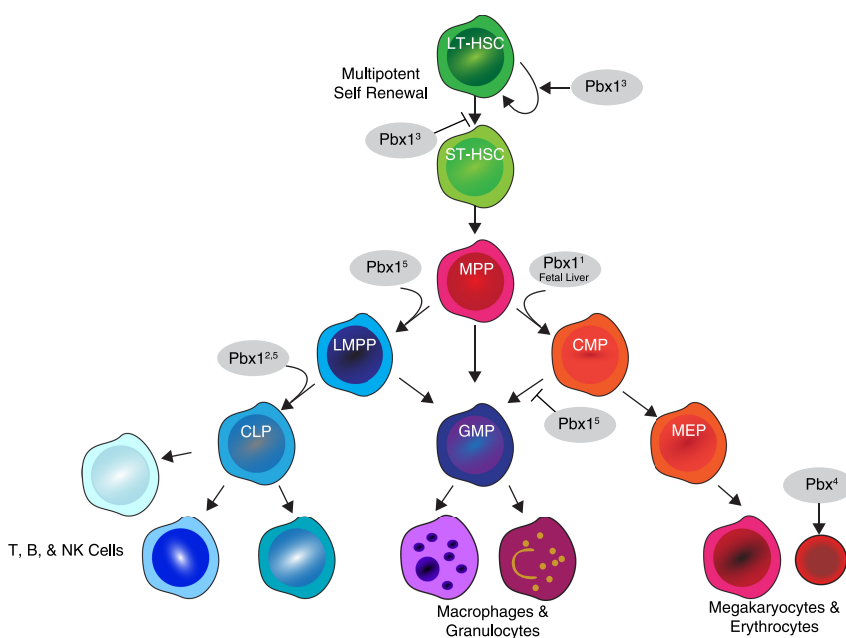 LT-HSC
Multipotent
Self Renewal
Pbx1³
Pbx1³
ST-HSC
MPP
Pbx1⁵
Pbx1¹
Fetal Liver
LMPP
CMP
Pbx1²,⁵
CLP
GMP
Pbx1⁵
MEP
Pbx⁴
T, B, & NK Cells
Macrophages &
Granulocytes
Megakaryocytes &
Erythrocytes